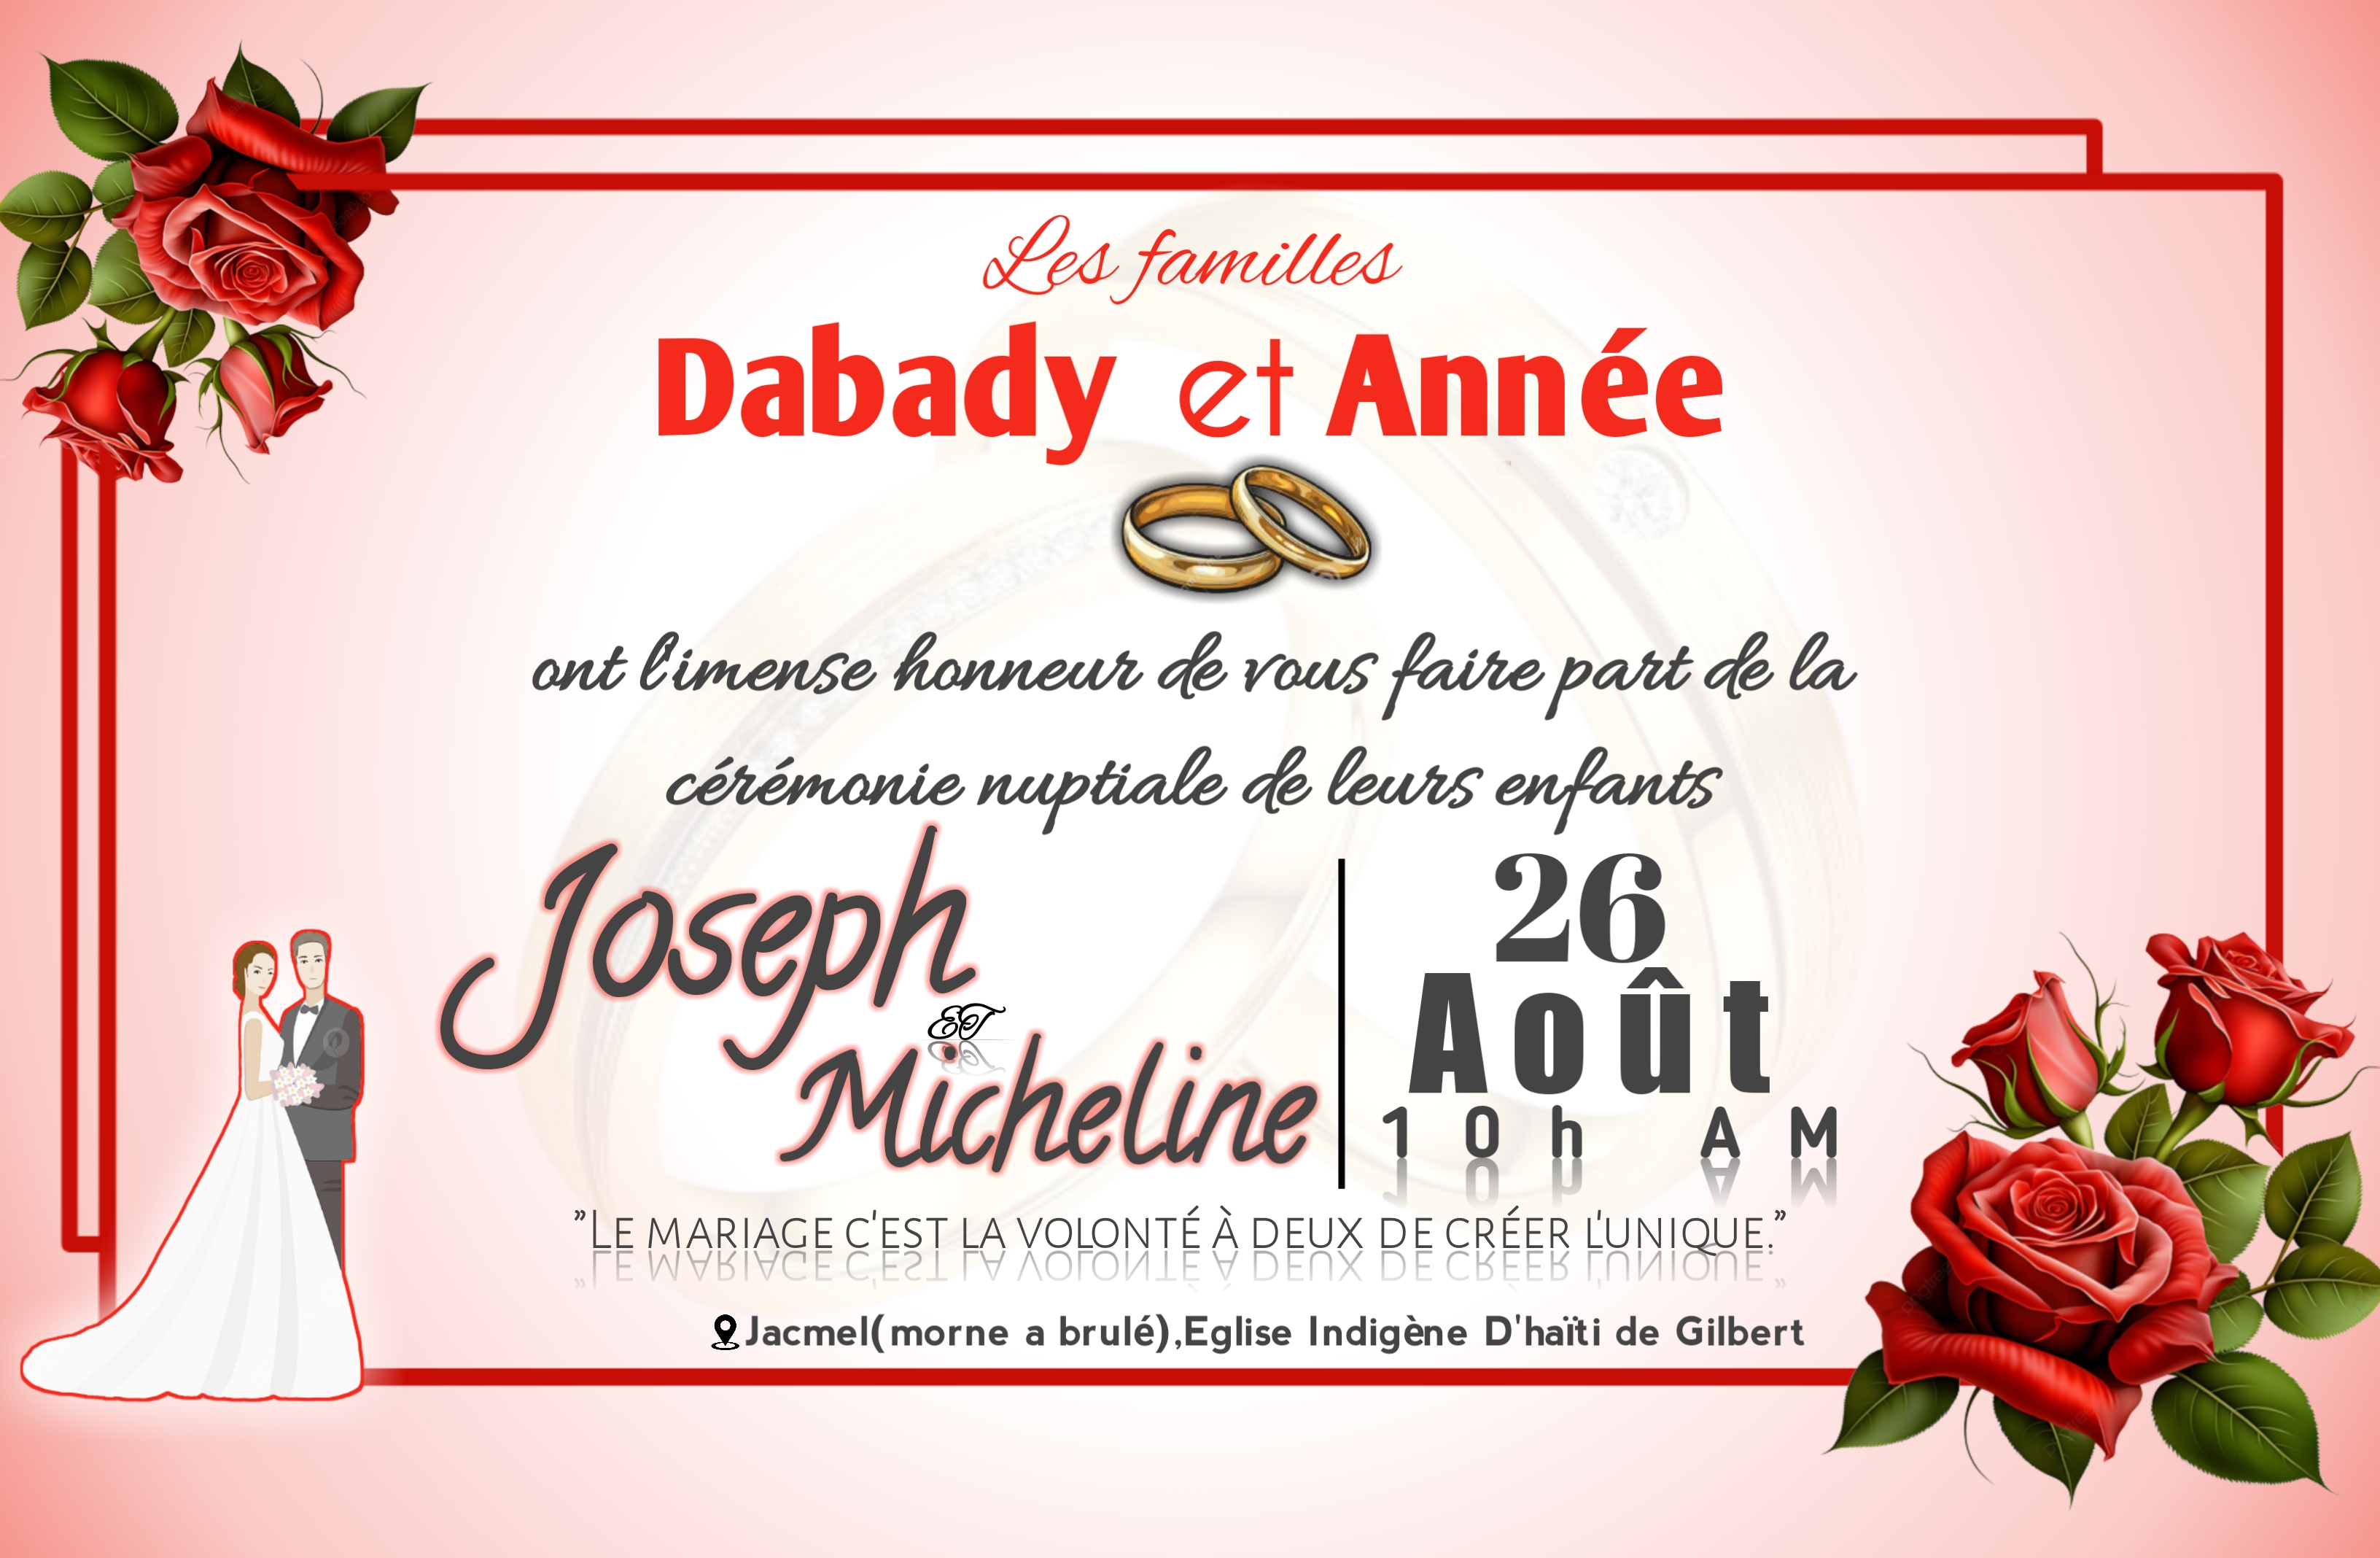 Les familles
Dabady et Année
ont l'imense honneur de vous faire part de la
cérémonie nuptiale de leurs enfants
Joseph
ET
Micheline
26
Août
10h AM
"Le mariage c'est la volonté à deux de créer l'unique."
Jacmel(morne a brulé),Eglise Indigène D'haïti de Gilbert